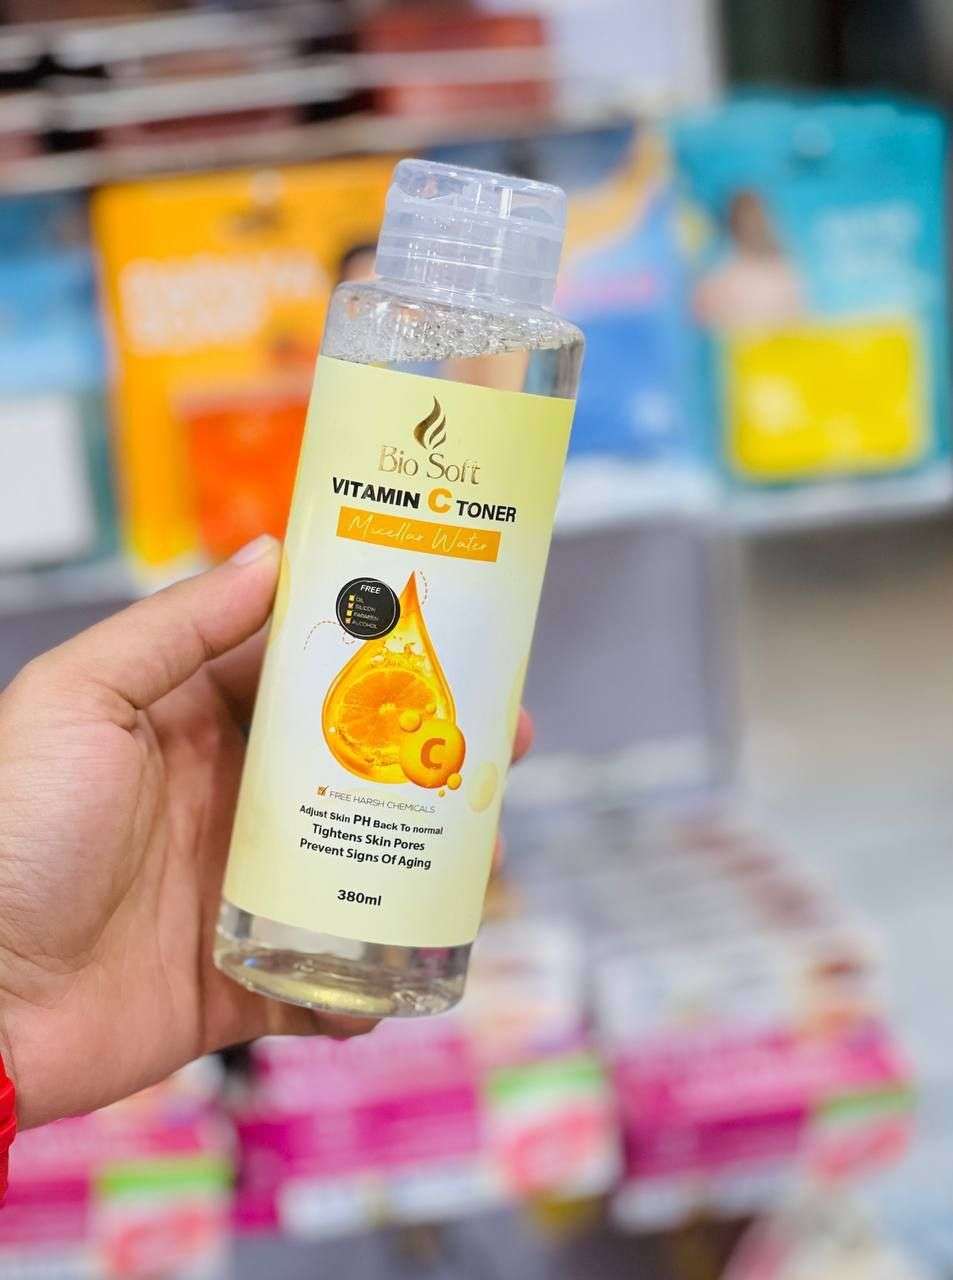 Bio Soft
VITAMIN C TONER
Micellar Water
FREE
OIL
SILICON
PARABEN
ALCOHOL
C
FREE HARSH CHEMICALS
Adjust Skin PH Back To normal
Tightens Skin Pores
Prevent Signs Of Aging
380ml